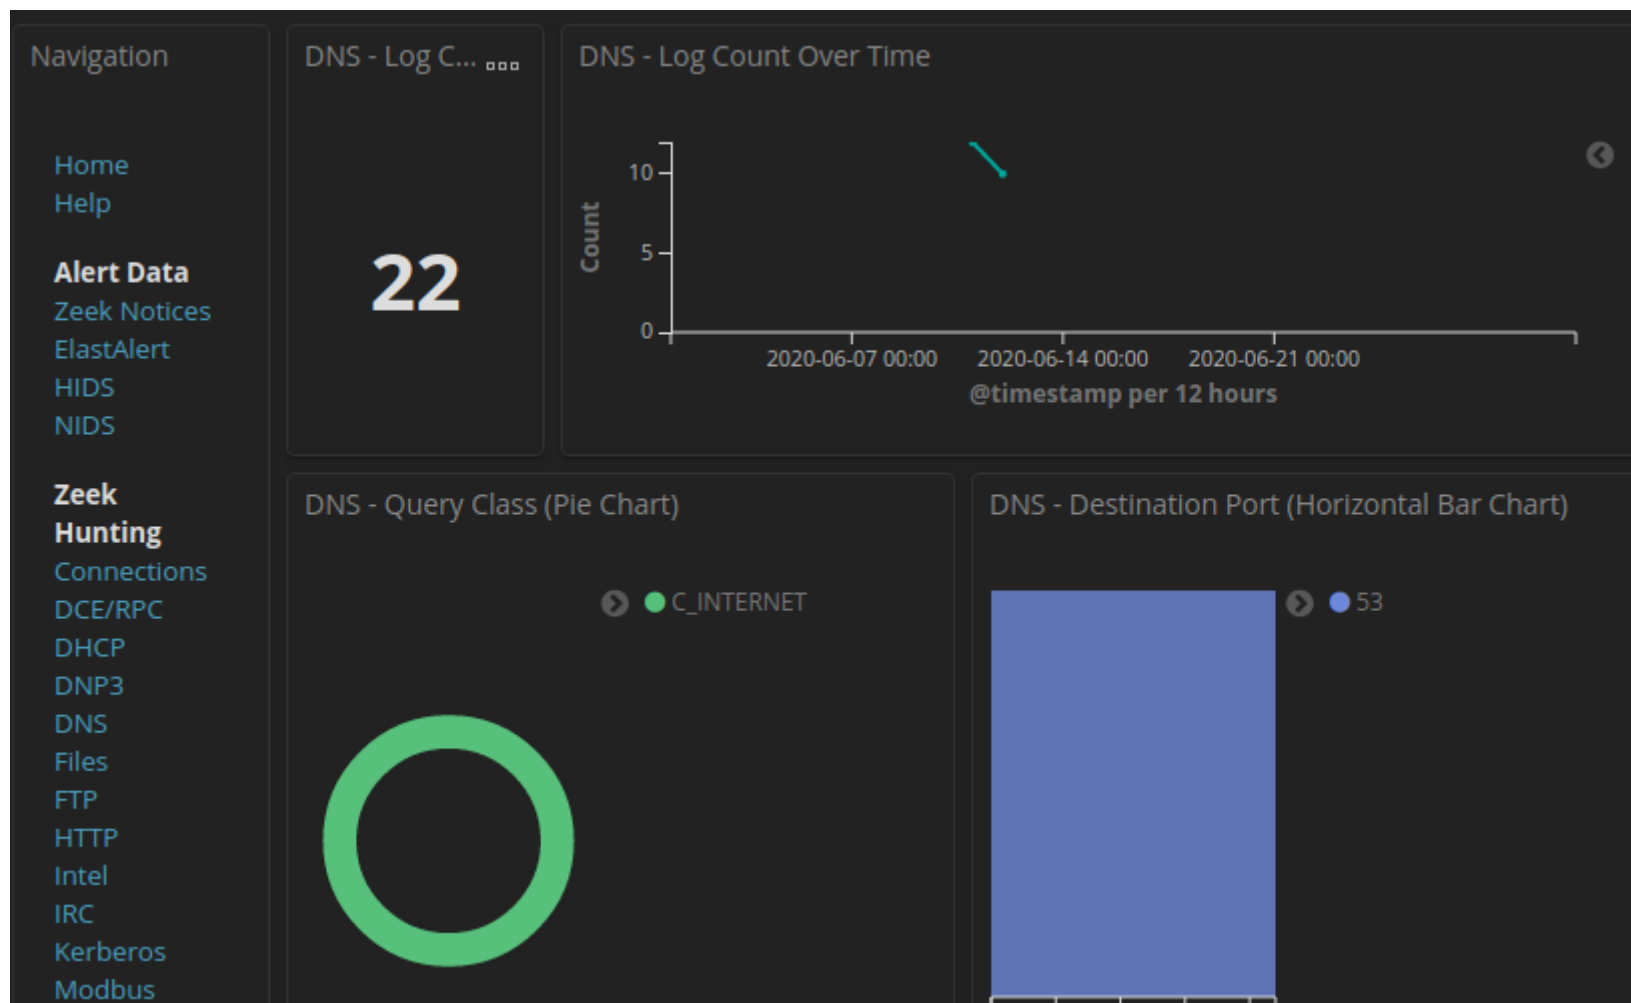 Navigation
Home
Help
Alert Data
Zeek Notices
ElastAlert
HIDS
NIDS
Zeek
Hunting
Connections
DCE/RPC
DHCP
DNP3
DNS
Files
FTP
HTTP
Intel
IRC
Kerberos
Modbus
DNS - Log C...
22
DNS - Log Count Over Time
Count
10
5
0
2020-06-07 00:00 2020-06-14 00:00 2020-06-21 00:00
@timestamp per 12 hours
DNS - Query Class (Pie Chart)
C_INTERNET
DNS - Destination Port (Horizontal Bar Chart)
53